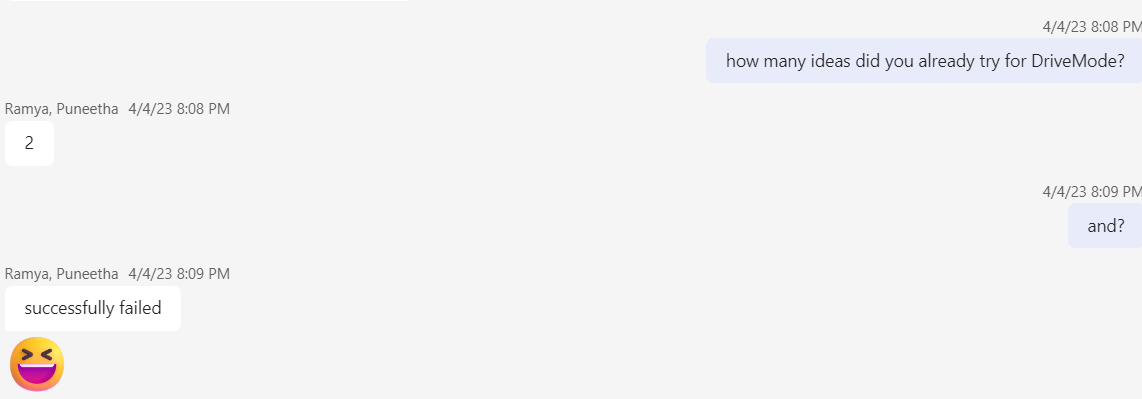 4/4/23 8:08 PM
how many ideas did you already try for DriveMode?
Ramya, Puneetha 4/4/23 8:08 PM
2
4/4/23 8:09 PM
and?
Ramya, Puneetha 4/4/23 8:09 PM
successfully failed